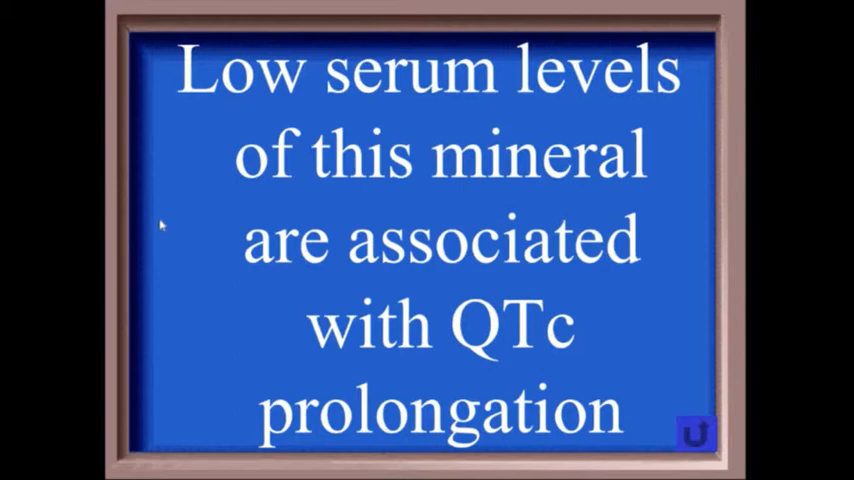 Low serum levels
of this mineral
are associated
with QTc
prolongation